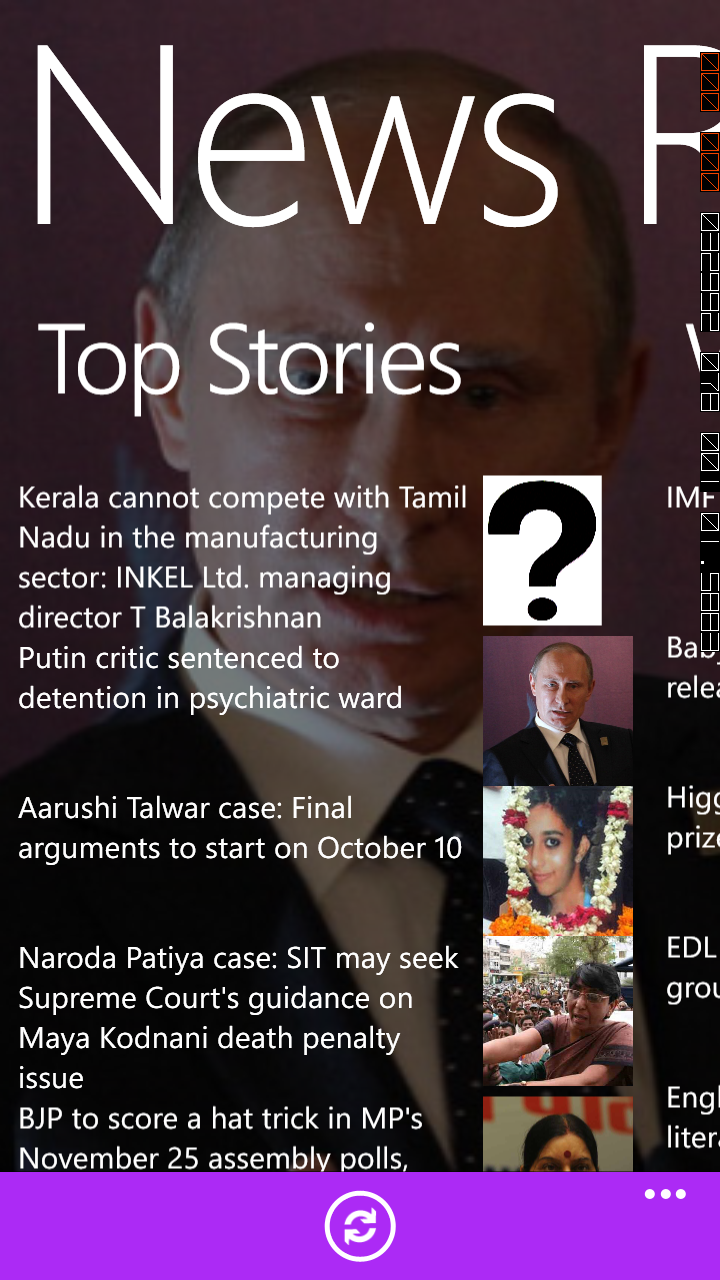 News R
Top Stories
Kerala cannot compete with Tamil
Nadu in the manufacturing
sector: INKEL Ltd. managing
director T Balakrishnan
Putin critic sentenced to
detention in psychiatric ward
Aarushi Talwar case: Final
arguments to start on October 10
Naroda Patiya case: SIT may seek
Supreme Court's guidance on
Maya Kodnani death penalty
issue
BJP to score a hat trick in MP's
November 25 assembly polls,
IMF
relea
Higg
prize
EDL
grou
Engl
litera